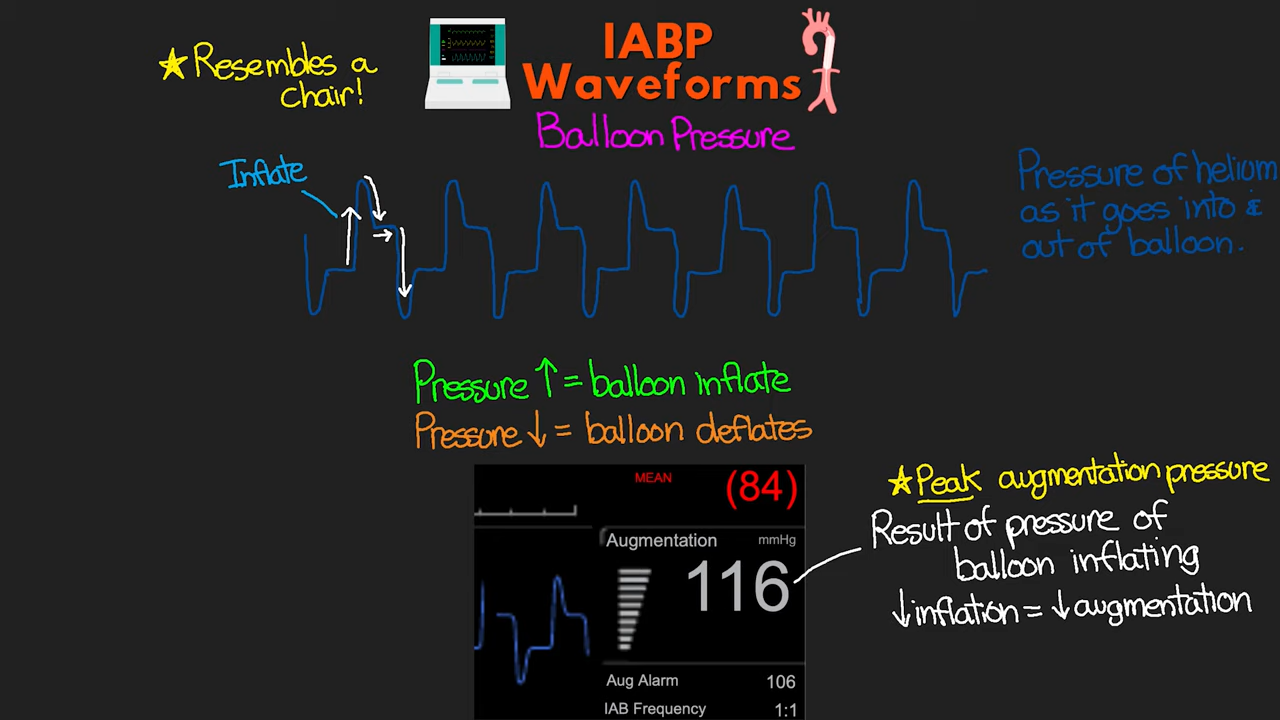 IABP
Waveforms
Balloon Pressure
☆ Resembles a
chair!
Inflate
Pressure of helium
as it goes into &
out of balloon.
Pressure ↑ = balloon inflate
Pressure ↓ = balloon deflates
MEAN (84)
Augmentation mmHg
116
Aug Alarm 106
IAB Frequency 1:1
☆ Peak augmentation pressure
Result of pressure of
balloon inflating
↓ inflation = ↓ augmentation